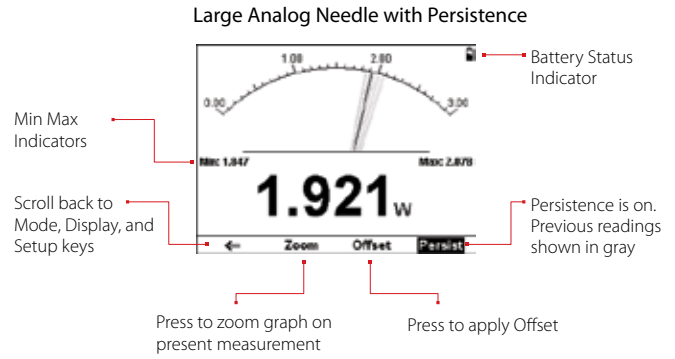 Large Analog Needle with Persistence
1.00
2.00
0.00
3.00
Battery Status
Indicator
Min Max
Indicators
Min: 1.847
Max: 2.078
1.921 W
Scroll back to
Mode, Display, and
Setup keys
Persistence is on.
Previous readings
shown in gray
← Zoom Offset Persist
Press to zoom graph on
present measurement
Press to apply Offset